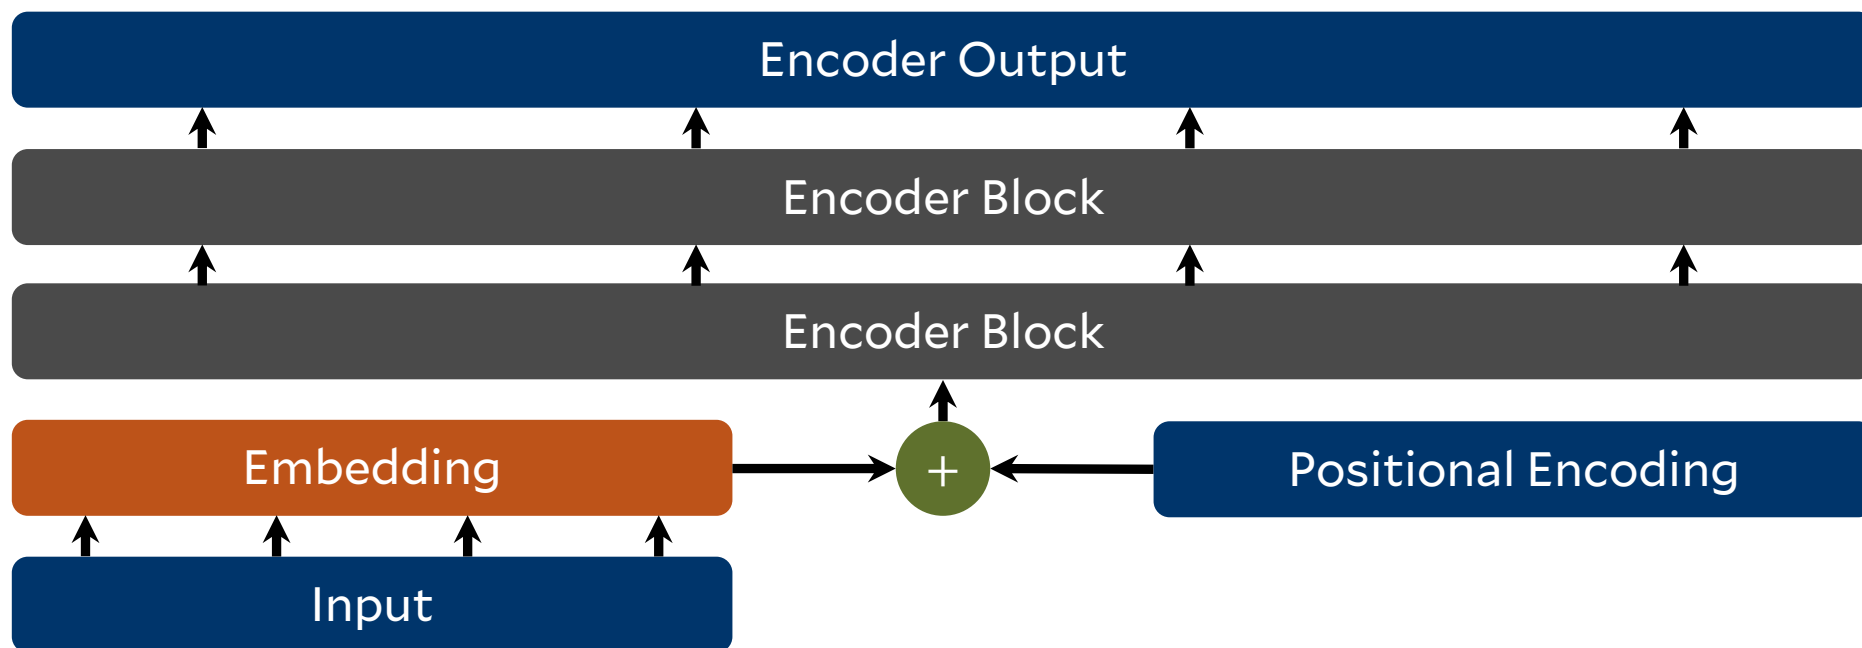 Encoder Output
Encoder Block
Encoder Block
Embedding
+
Positional Encoding
Input